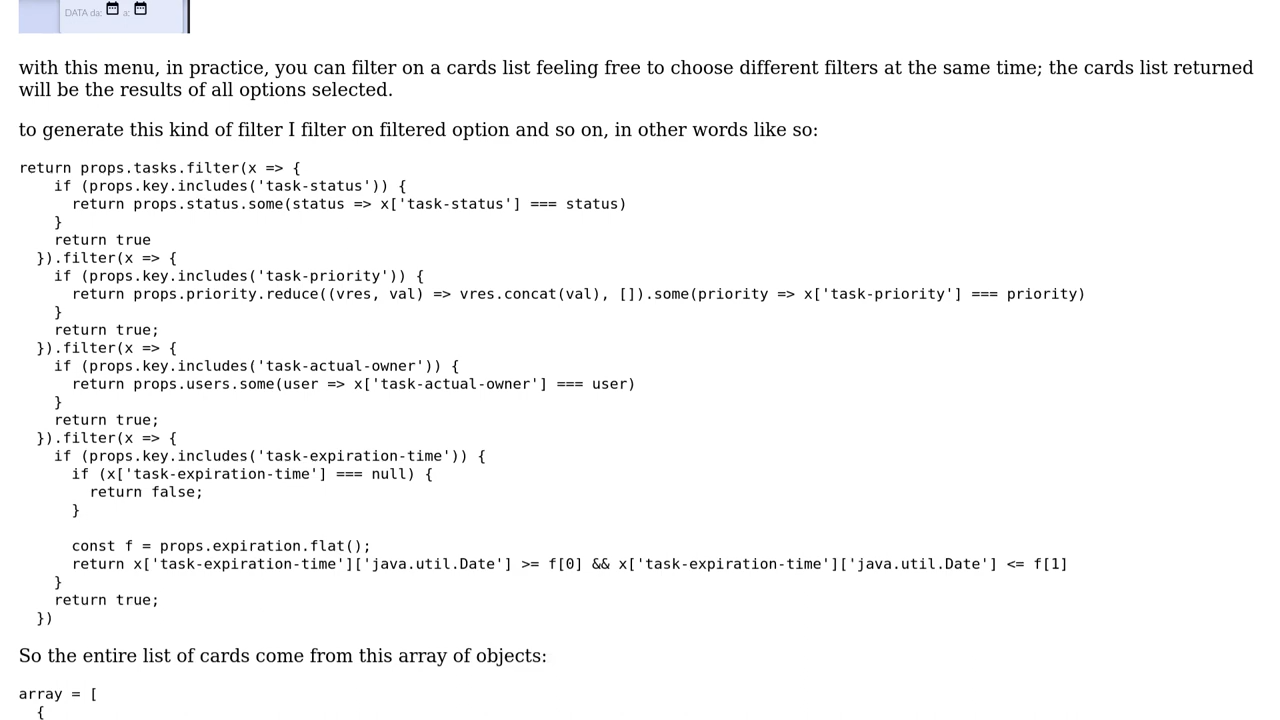 DATA da: a:
with this menu, in practice, you can filter on a cards list feeling free to choose different filters at the same time; the cards list returned
will be the results of all options selected.
to generate this kind of filter I filter on filtered option and so on, in other words like so:
return props.tasks.filter(x => {
    if (props.key.includes('task-status')) {
      return props.status.some(status => x['task-status'] === status)
    }
    return true
  }).filter(x => {
    if (props.key.includes('task-priority')) {
      return props.priority.reduce((vres, val) => vres.concat(val), []).some(priority => x['task-priority'] === priority)
    }
    return true;
  }).filter(x => {
    if (props.key.includes('task-actual-owner')) {
      return props.users.some(user => x['task-actual-owner'] === user)
    }
    return true;
  }).filter(x => {
    if (props.key.includes('task-expiration-time')) {
      if (x['task-expiration-time'] === null) {
        return false;
      }
      const f = props.expiration.flat();
      return x['task-expiration-time']['java.util.Date'] >= f[0] && x['task-expiration-time']['java.util.Date'] <= f[1]
    }
    return true;
  })
So the entire list of cards come from this array of objects:
array = [
  {